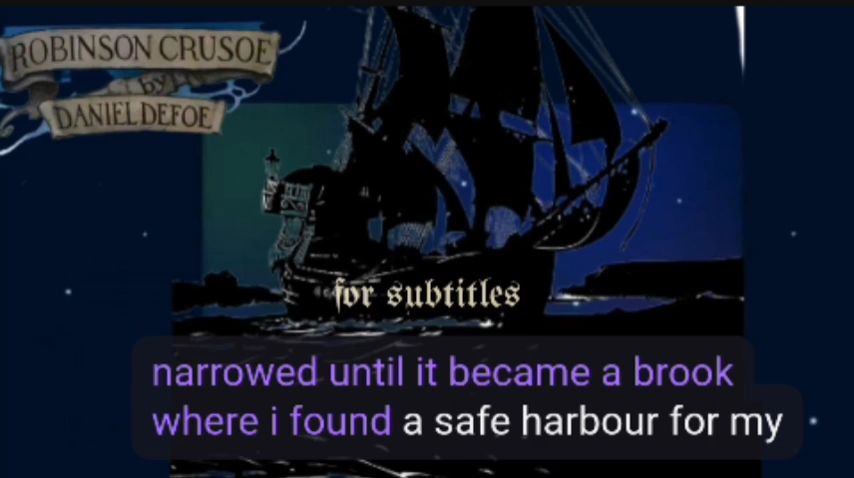 ROBINSON CRUSOE
by
DANIEL DEFOE
for subtitles
narrowed until it became a brook
where i found a safe harbour for my